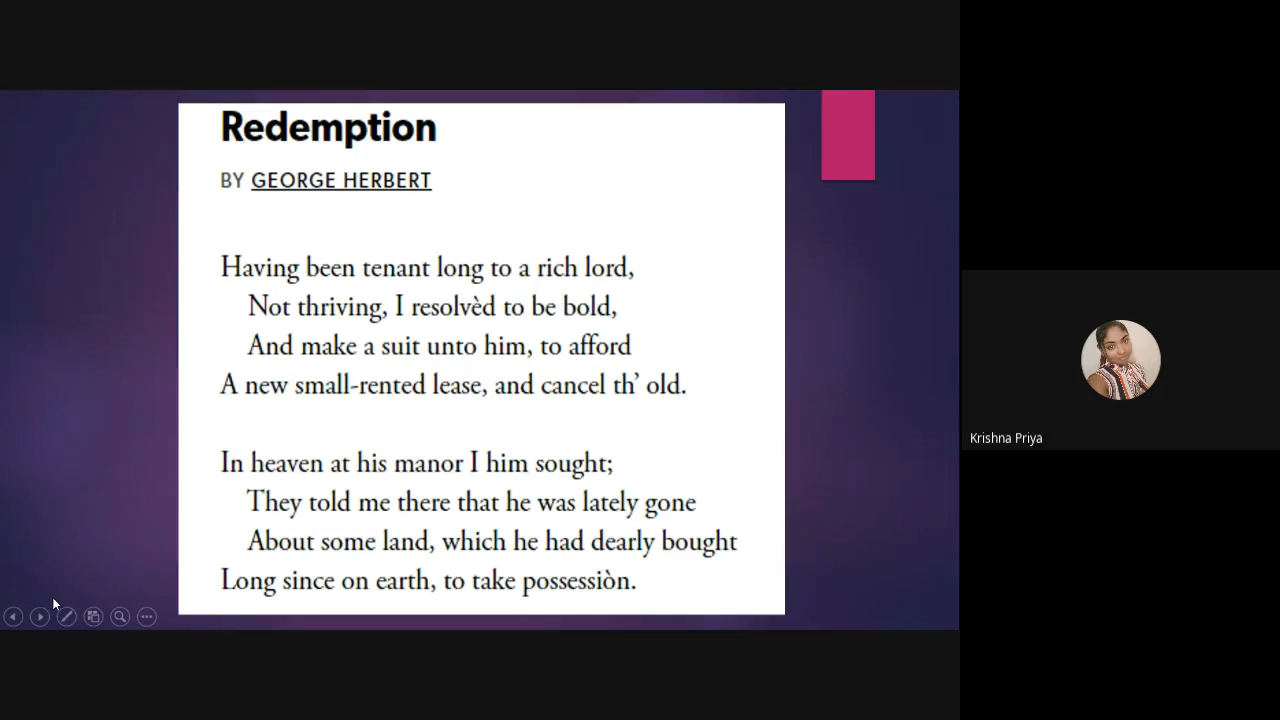 Redemption
BY GEORGE HERBERT
Having been tenant long to a rich lord,
Not thriving, I resolvèd to be bold,
And make a suit unto him, to afford
A new small-rented lease, and cancel th’ old.
In heaven at his manor I him sought;
They told me there that he was lately gone
About some land, which he had dearly bought
Long since on earth, to take possessiòn.
Krishna Priya